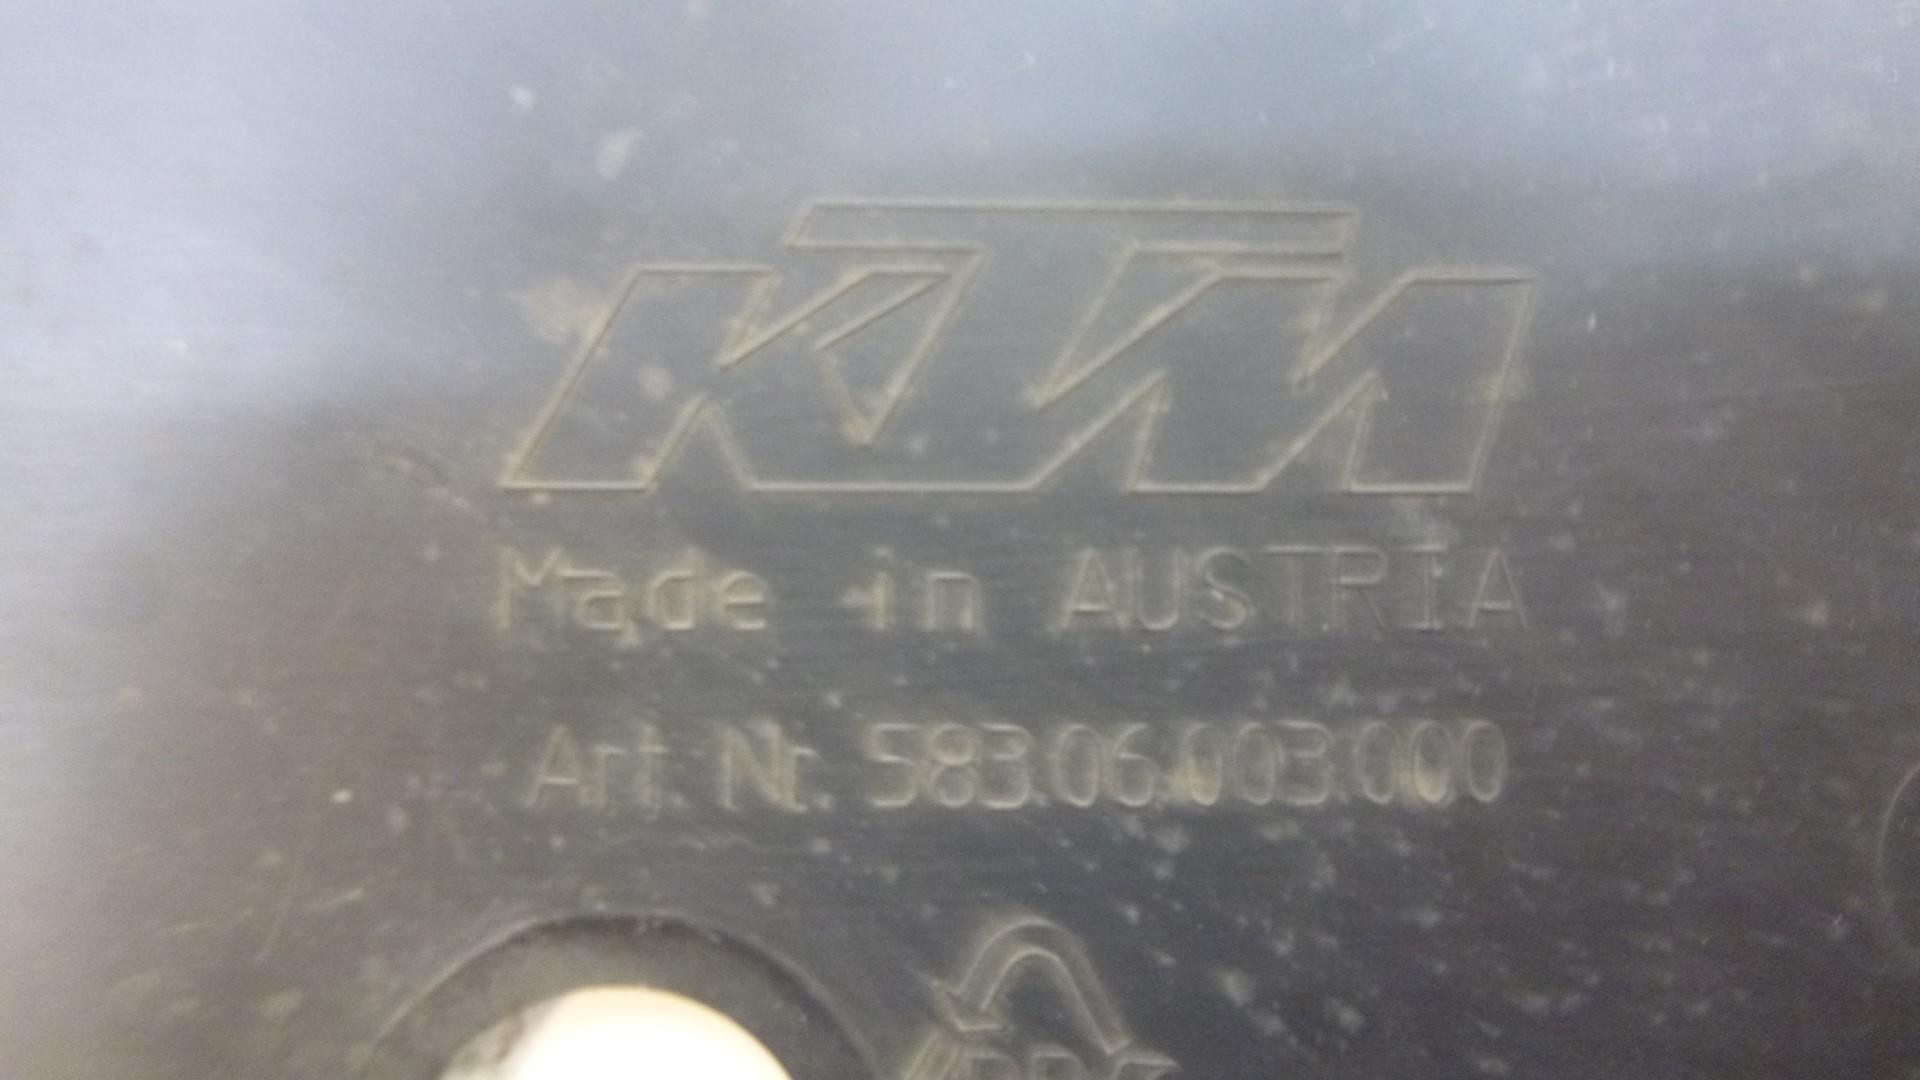 KTM
Made in AUSTRIA
Art Nr. 583.06.003.000